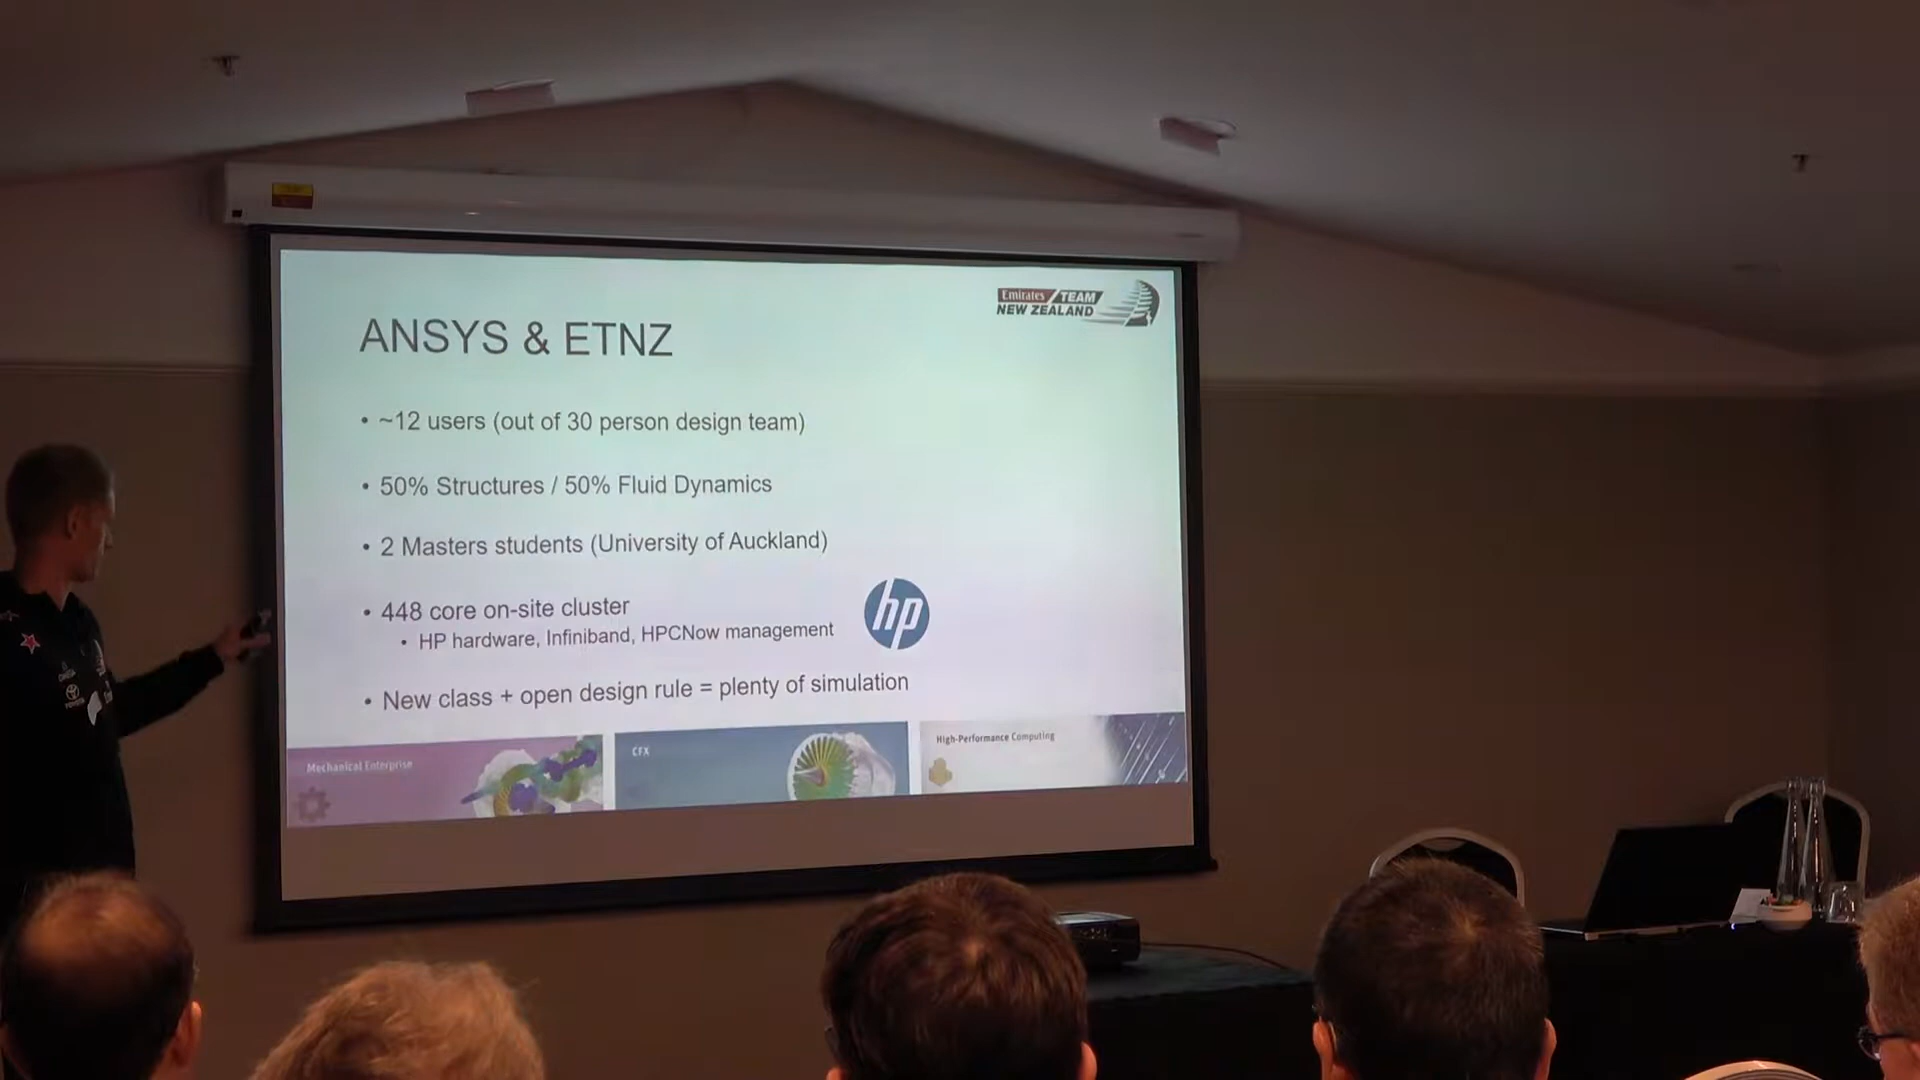 Emirates TEAM
NEW ZEALAND
ANSYS & ETNZ
• ~12 users (out of 30 person design team)
• 50% Structures / 50% Fluid Dynamics
• 2 Masters students (University of Auckland)
• 448 core on-site cluster
• HP hardware, Infiniband, HPCNow management
hp
• New class + open design rule = plenty of simulation
Mechanical Enterprise
CFX
High-Performance Computing